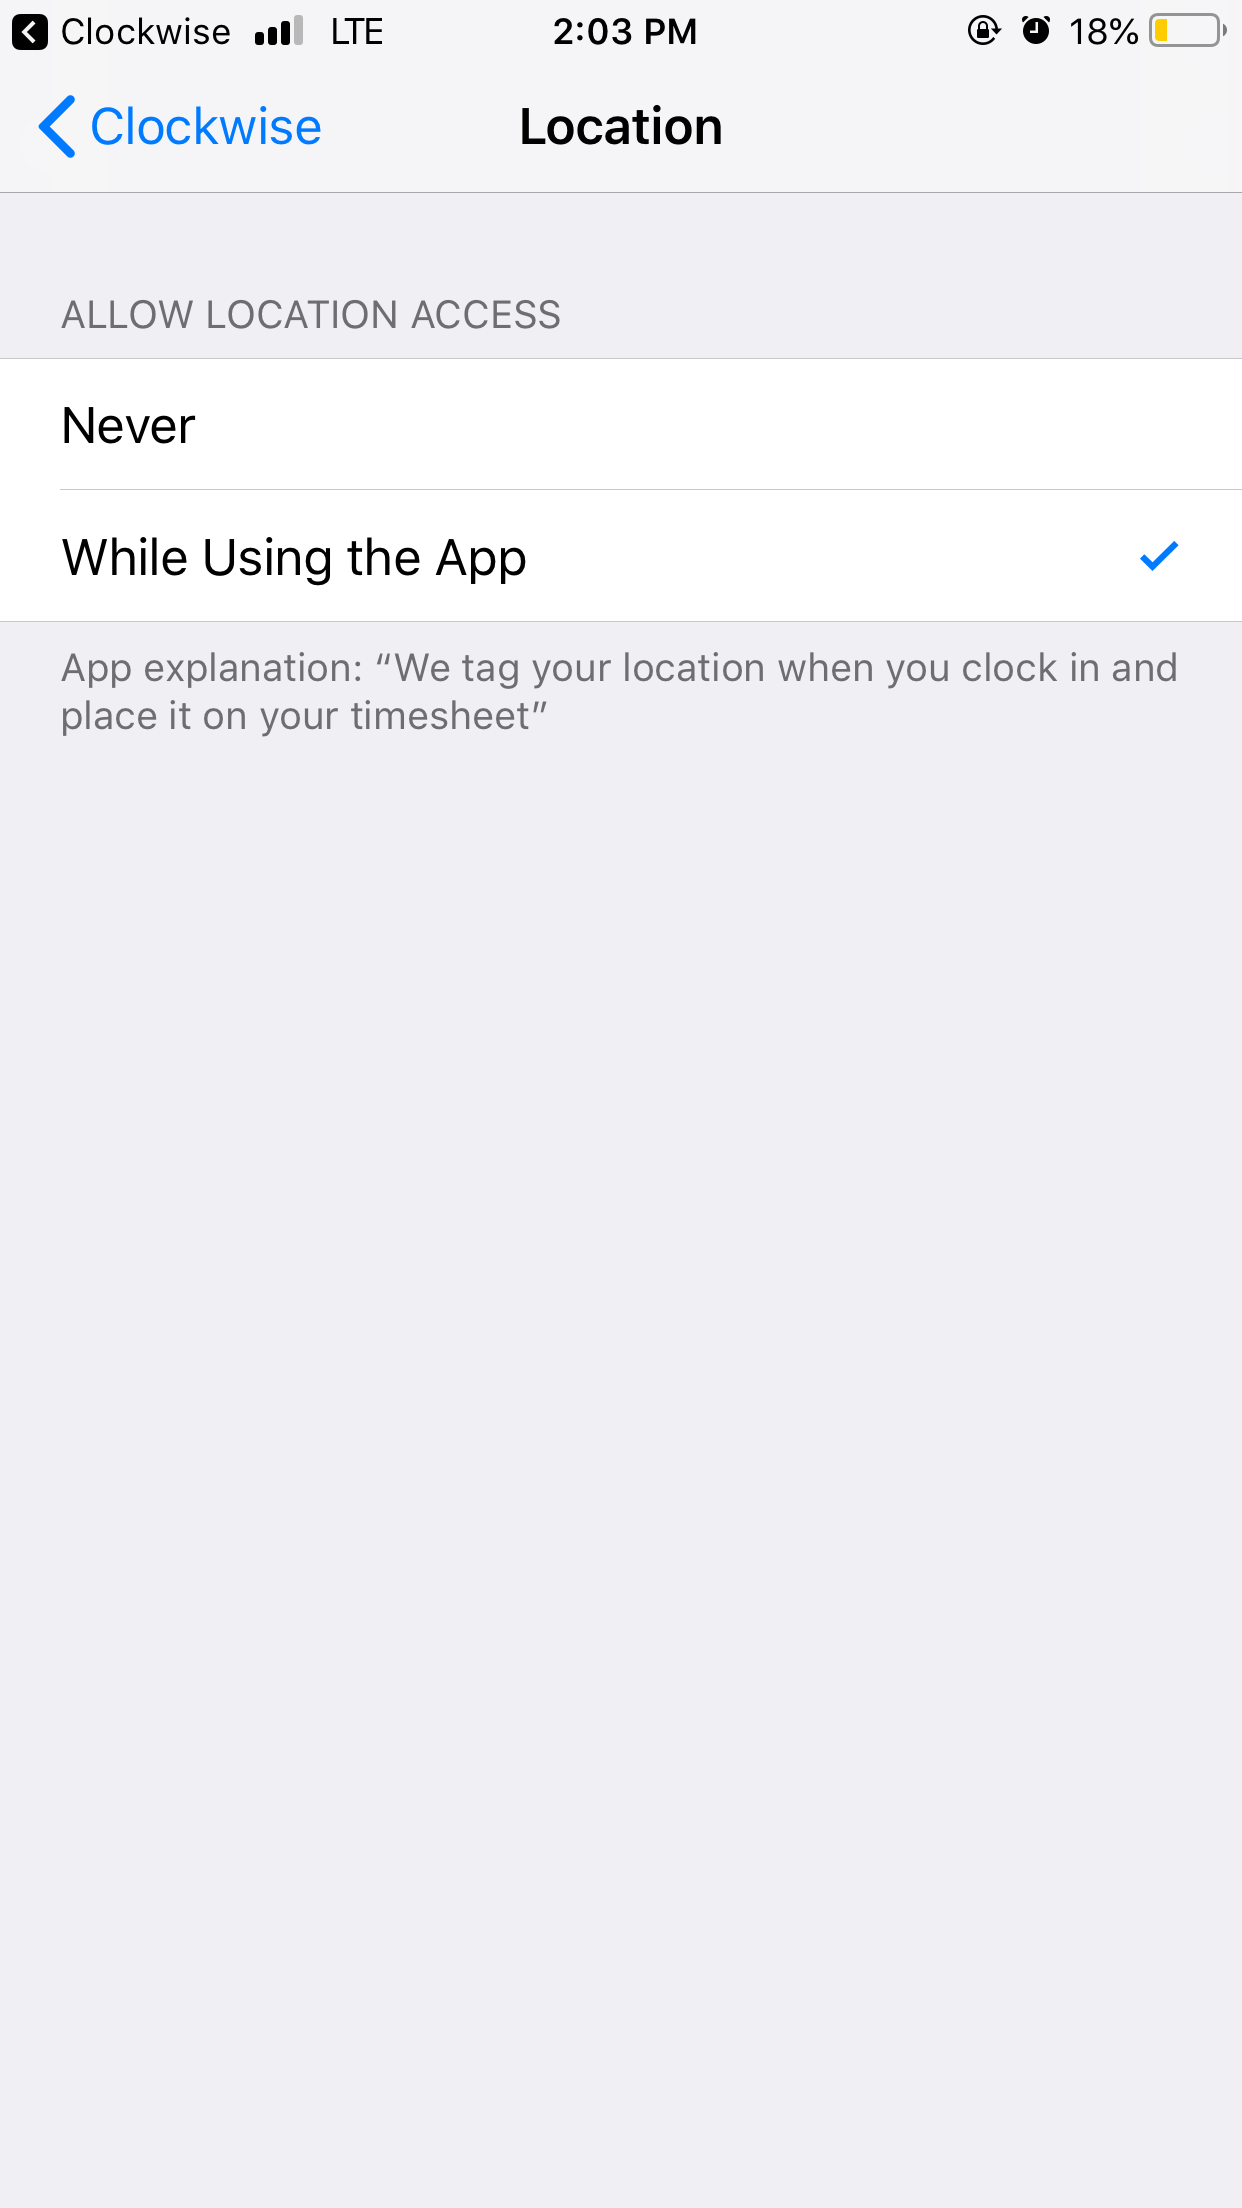 Clockwise LTE 2:03 PM 18%
Clockwise Location
ALLOW LOCATION ACCESS
Never
While Using the App
App explanation: “We tag your location when you clock in and
place it on your timesheet”